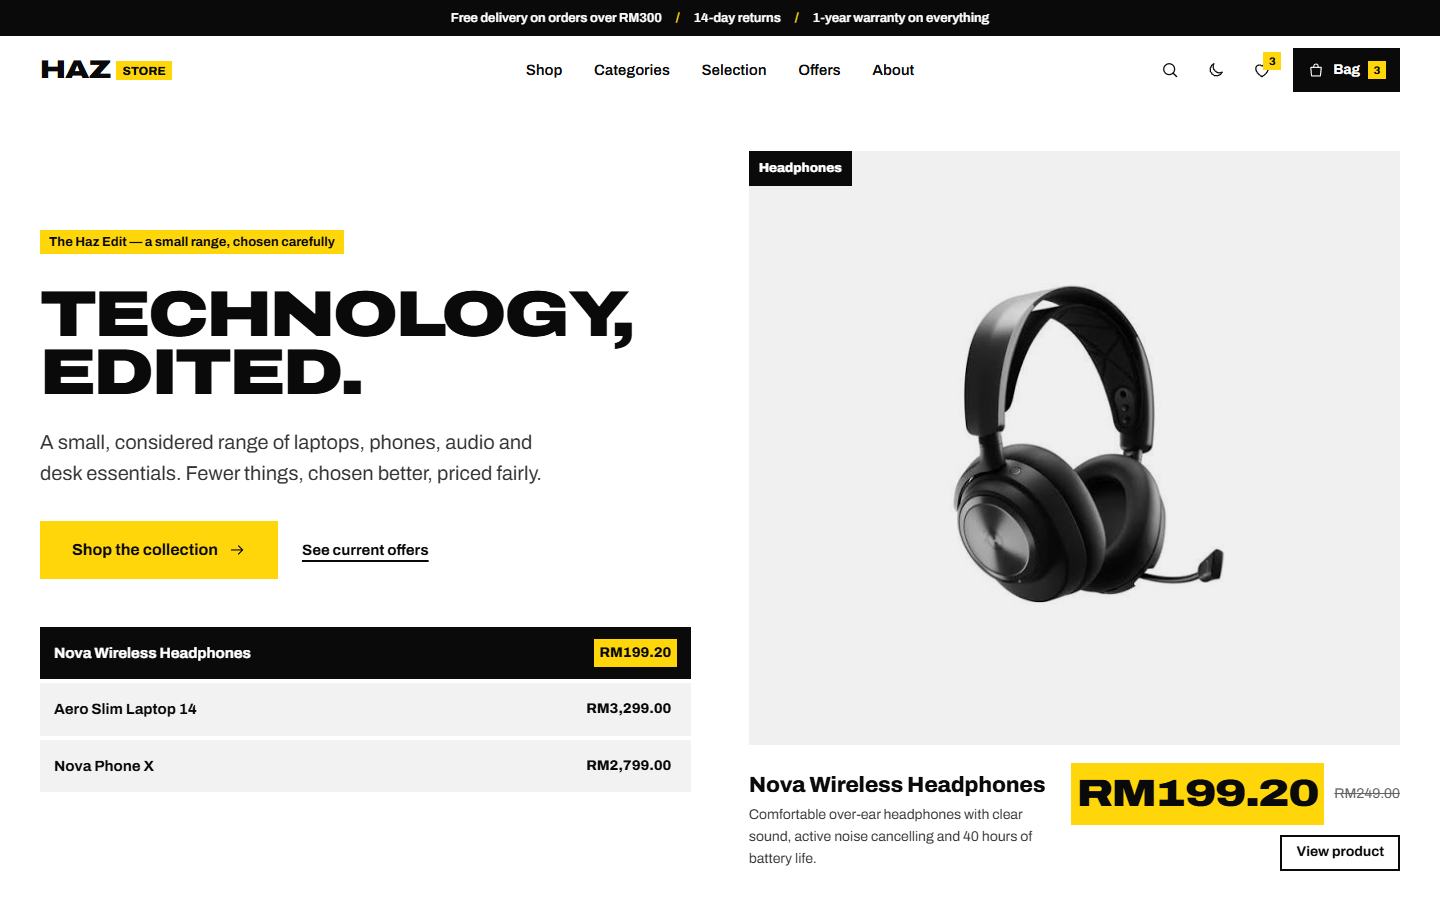 Free delivery on orders over RM300 / 14-day returns / 1-year warranty on everything
HAZ STORE
Shop Categories Selection Offers About
3
Bag 3
Headphones
The Haz Edit — a small range, chosen carefully
TECHNOLOGY,
EDITED.
A small, considered range of laptops, phones, audio and
desk essentials. Fewer things, chosen better, priced fairly.
Shop the collection →
See current offers
Nova Wireless Headphones RM199.20
Aero Slim Laptop 14 RM3,299.00
Nova Phone X RM2,799.00
Nova Wireless Headphones
Comfortable over-ear headphones with clear
sound, active noise cancelling and 40 hours of
battery life.
RM199.20 RM249.00
View product